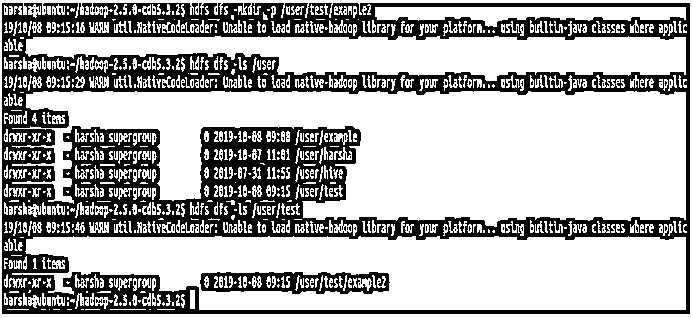 harsha@ubuntu:~/hadoop-2.5.0-cdh5.3.2$ hdfs dfs -mkdir -p /user/test/example2
19/10/08 09:15:16 WARN util.NativeCodeLoader: Unable to load native-hadoop library for your platform... using builtin-java classes where applic
able
harsha@ubuntu:~/hadoop-2.5.0-cdh5.3.2$ hdfs dfs -ls /user
19/10/08 09:15:29 WARN util.NativeCodeLoader: Unable to load native-hadoop library for your platform... using builtin-java classes where applic
able
Found 4 items
drwxr-xr-x - harsha supergroup 0 2019-10-08 09:08 /user/example
drwxr-xr-x - harsha supergroup 0 2019-10-07 11:01 /user/harsha
drwxr-xr-x - harsha supergroup 0 2019-07-31 11:55 /user/hive
drwxr-xr-x - harsha supergroup 0 2019-10-08 09:15 /user/test
harsha@ubuntu:~/hadoop-2.5.0-cdh5.3.2$ hdfs dfs -ls /user/test
19/10/08 09:15:46 WARN util.NativeCodeLoader: Unable to load native-hadoop library for your platform... using builtin-java classes where applic
able
Found 1 items
drwxr-xr-x - harsha supergroup 0 2019-10-08 09:15 /user/test/example2
harsha@ubuntu:~/hadoop-2.5.0-cdh5.3.2$